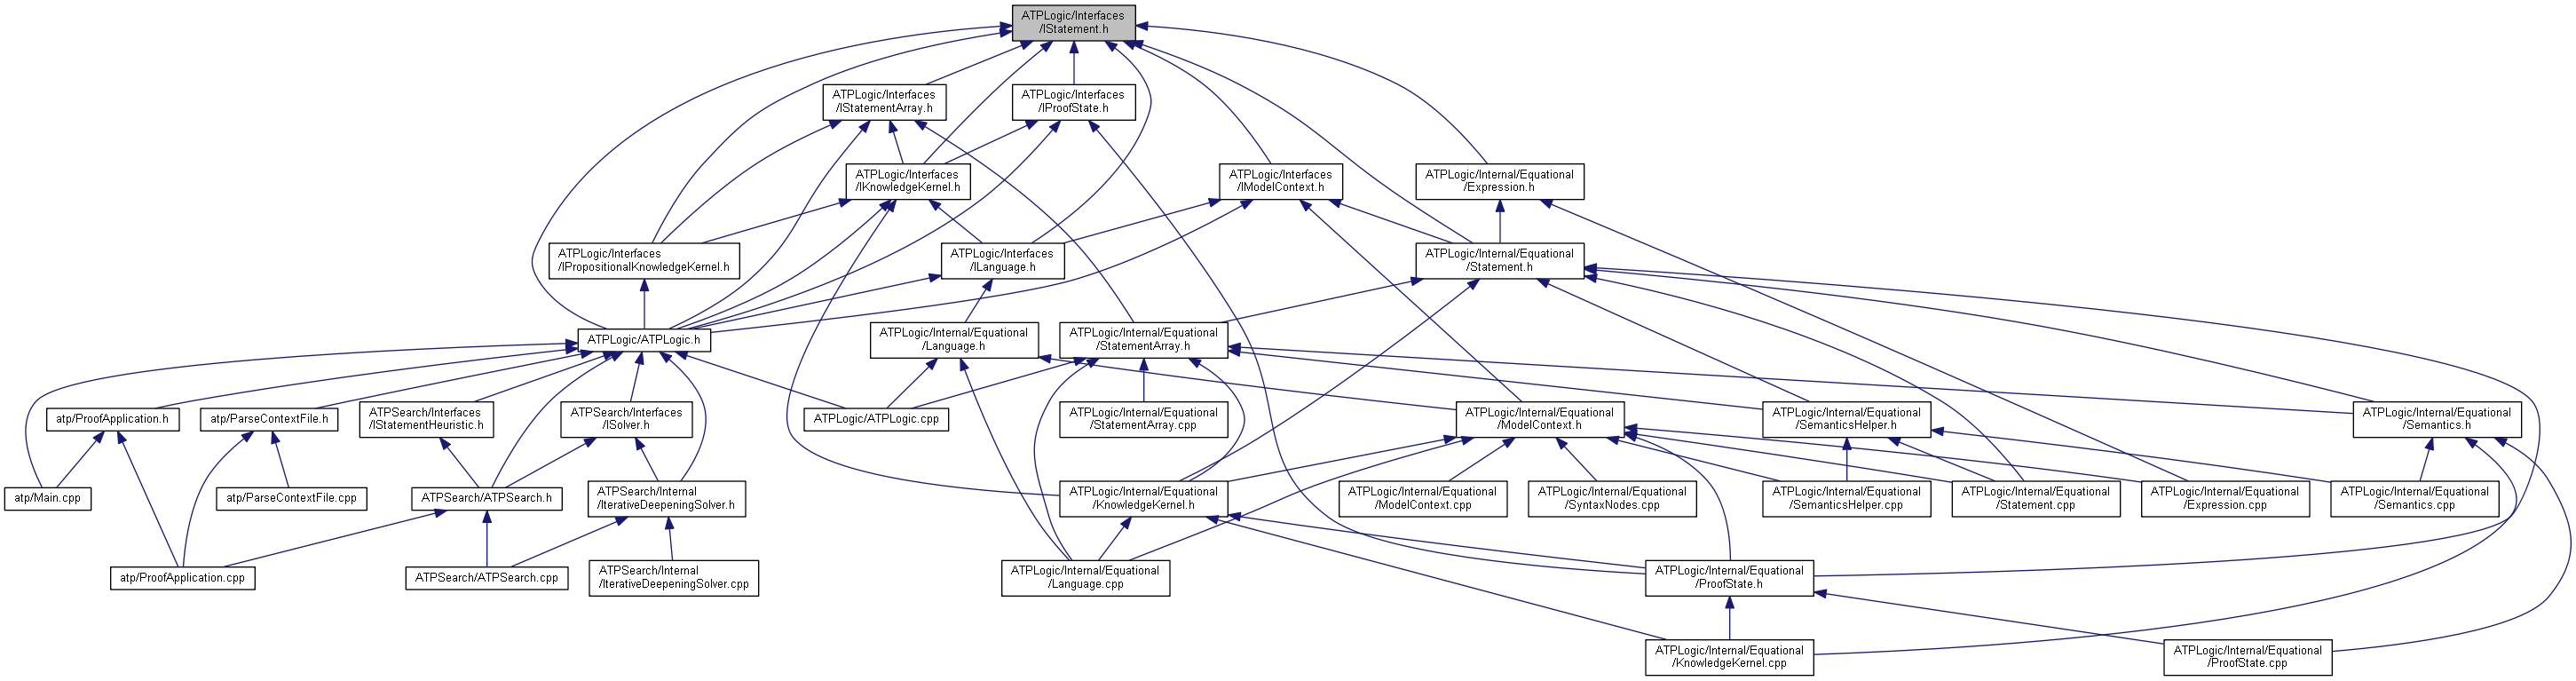 ATPLogic/Interfaces
/IStatement.h
ATPLogic/Interfaces
/IStatementArray.h
ATPLogic/Interfaces
/IProofState.h
ATPLogic/Interfaces
/IKnowledgeKernel.h
ATPLogic/Interfaces
/IModelContext.h
ATPLogic/Internal/Equational
/Expression.h
ATPLogic/Interfaces
/IPropositionalKnowledgeKernel.h
ATPLogic/Interfaces
/ILanguage.h
ATPLogic/Internal/Equational
/Statement.h
ATPLogic/ATPLogic.h
ATPLogic/Internal/Equational
/Language.h
ATPLogic/Internal/Equational
/StatementArray.h
atp/ProofApplication.h
atp/ParseContextFile.h
ATPSearch/Interfaces
/IStatementHeuristic.h
ATPSearch/Interfaces
/ISolver.h
ATPLogic/ATPLogic.cpp
ATPLogic/Internal/Equational
/StatementArray.cpp
ATPLogic/Internal/Equational
/ModelContext.h
ATPLogic/Internal/Equational
/SemanticsHelper.h
ATPLogic/Internal/Equational
/Semantics.h
atp/Main.cpp
atp/ParseContextFile.cpp
ATPSearch/ATPSearch.h
ATPSearch/Internal
/IterativeDeepeningSolver.h
ATPLogic/Internal/Equational
/KnowledgeKernel.h
ATPLogic/Internal/Equational
/ModelContext.cpp
ATPLogic/Internal/Equational
/SyntaxNodes.cpp
ATPLogic/Internal/Equational
/SemanticsHelper.cpp
ATPLogic/Internal/Equational
/Statement.cpp
ATPLogic/Internal/Equational
/Expression.cpp
ATPLogic/Internal/Equational
/Semantics.cpp
atp/ProofApplication.cpp
ATPSearch/ATPSearch.cpp
ATPSearch/Internal
/IterativeDeepeningSolver.cpp
ATPLogic/Internal/Equational
/Language.cpp
ATPLogic/Internal/Equational
/ProofState.h
ATPLogic/Internal/Equational
/KnowledgeKernel.cpp
ATPLogic/Internal/Equational
/ProofState.cpp